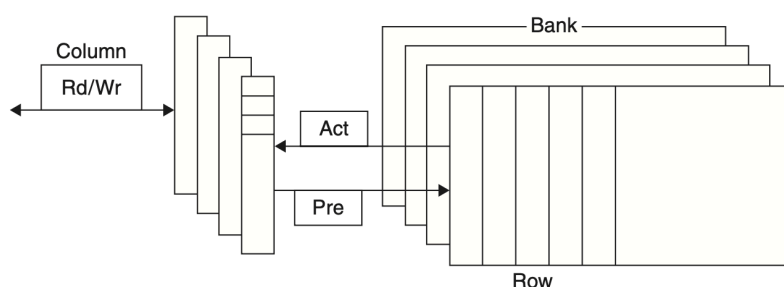 Column
Rd/Wr
Bank
Act
Pre
Row